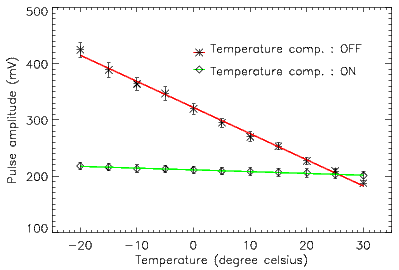 500
400
300
200
100
Pulse amplitude (mV)
Temperature comp. : OFF
Temperature comp. : ON
−20 −10 0 10 20 30
Temperature (degree celsius)